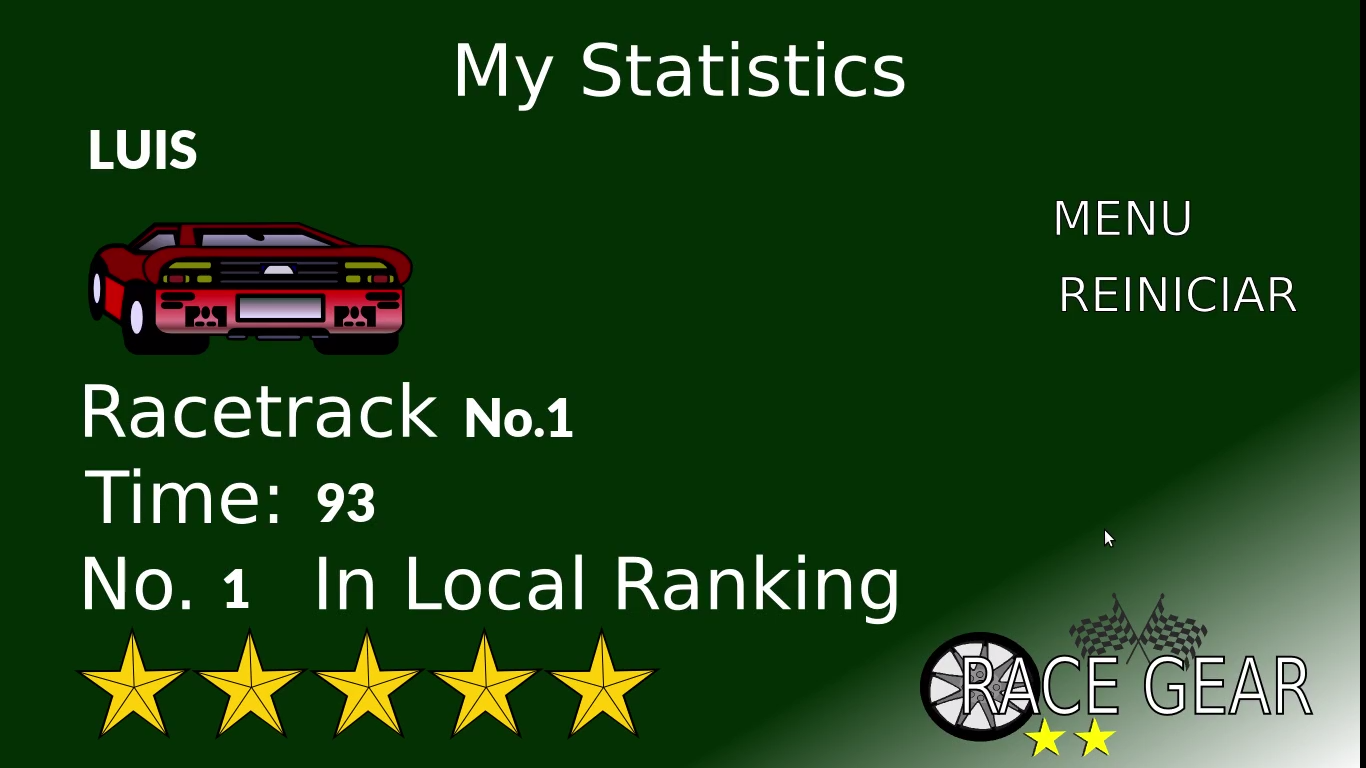 My Statistics
LUIS
MENU
REINICIAR
Racetrack No.1
Time: 93
No. 1 In Local Ranking
RACE GEAR